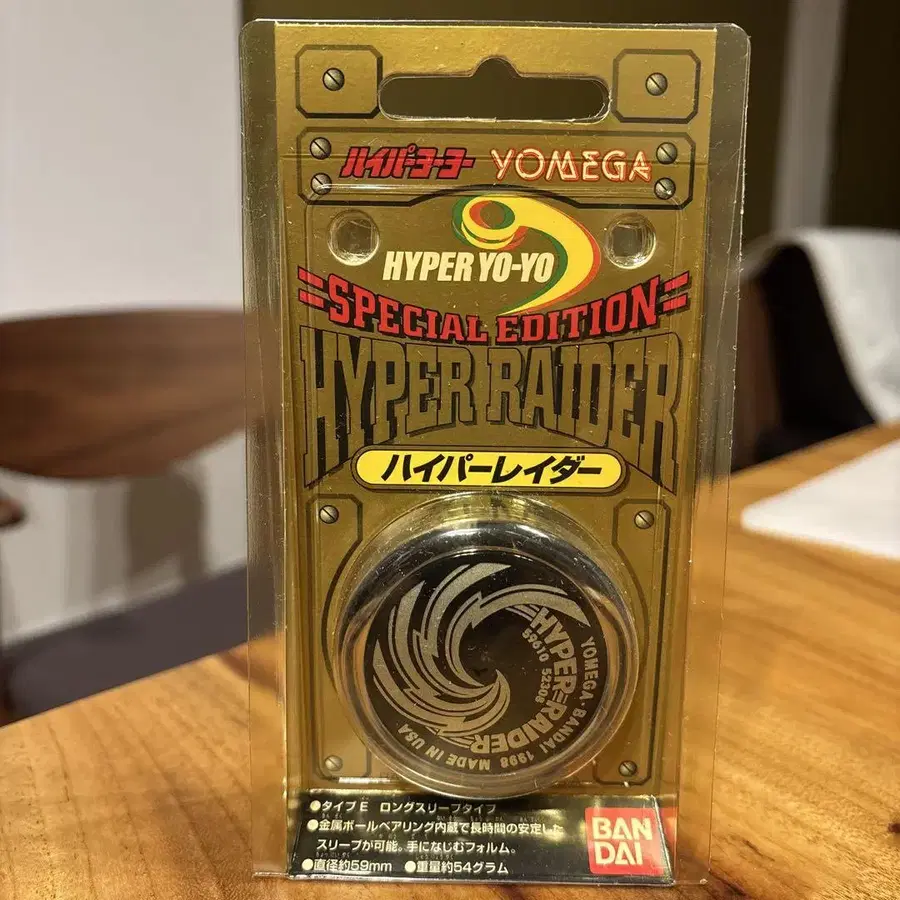 ハイパーヨーヨー YOMEGA
HYPER YO-YO
SPECIAL EDITION
HYPER RAIDER
ハイパーレイダー
HYPER-RAIDER
59610 52308
YOMEGA・BANDAI 1998 MADE IN USA
●タイプE ロングスリープタイプ
●金属ボールベアリング内蔵で長時間の安定した
スリープが可能。手になじむフォルム。
●直径約59mm ●重量約54グラム
BAN
DAI